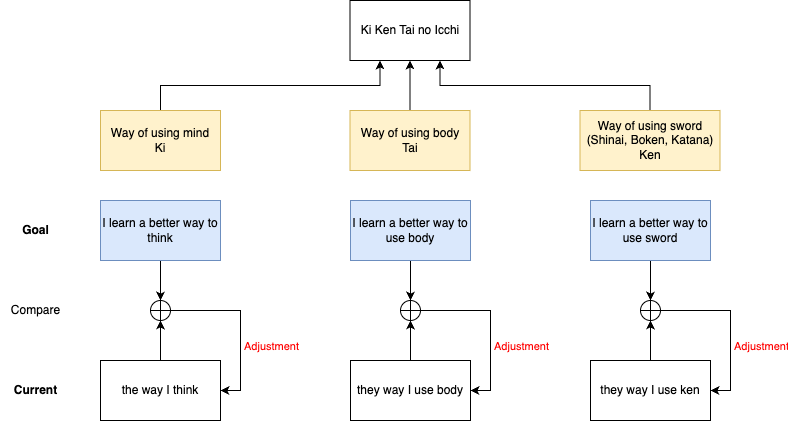 Ki Ken Tai no Icchi
Way of using mind
Ki
Way of using body
Tai
Way of using sword
(Shinai, Boken, Katana)
Ken
Goal
I learn a better way to
think
I learn a better way to
use body
I learn a better way to
use sword
Compare
Adjustment
Adjustment
Adjustment
Current
the way I think
they way I use body
they way I use ken